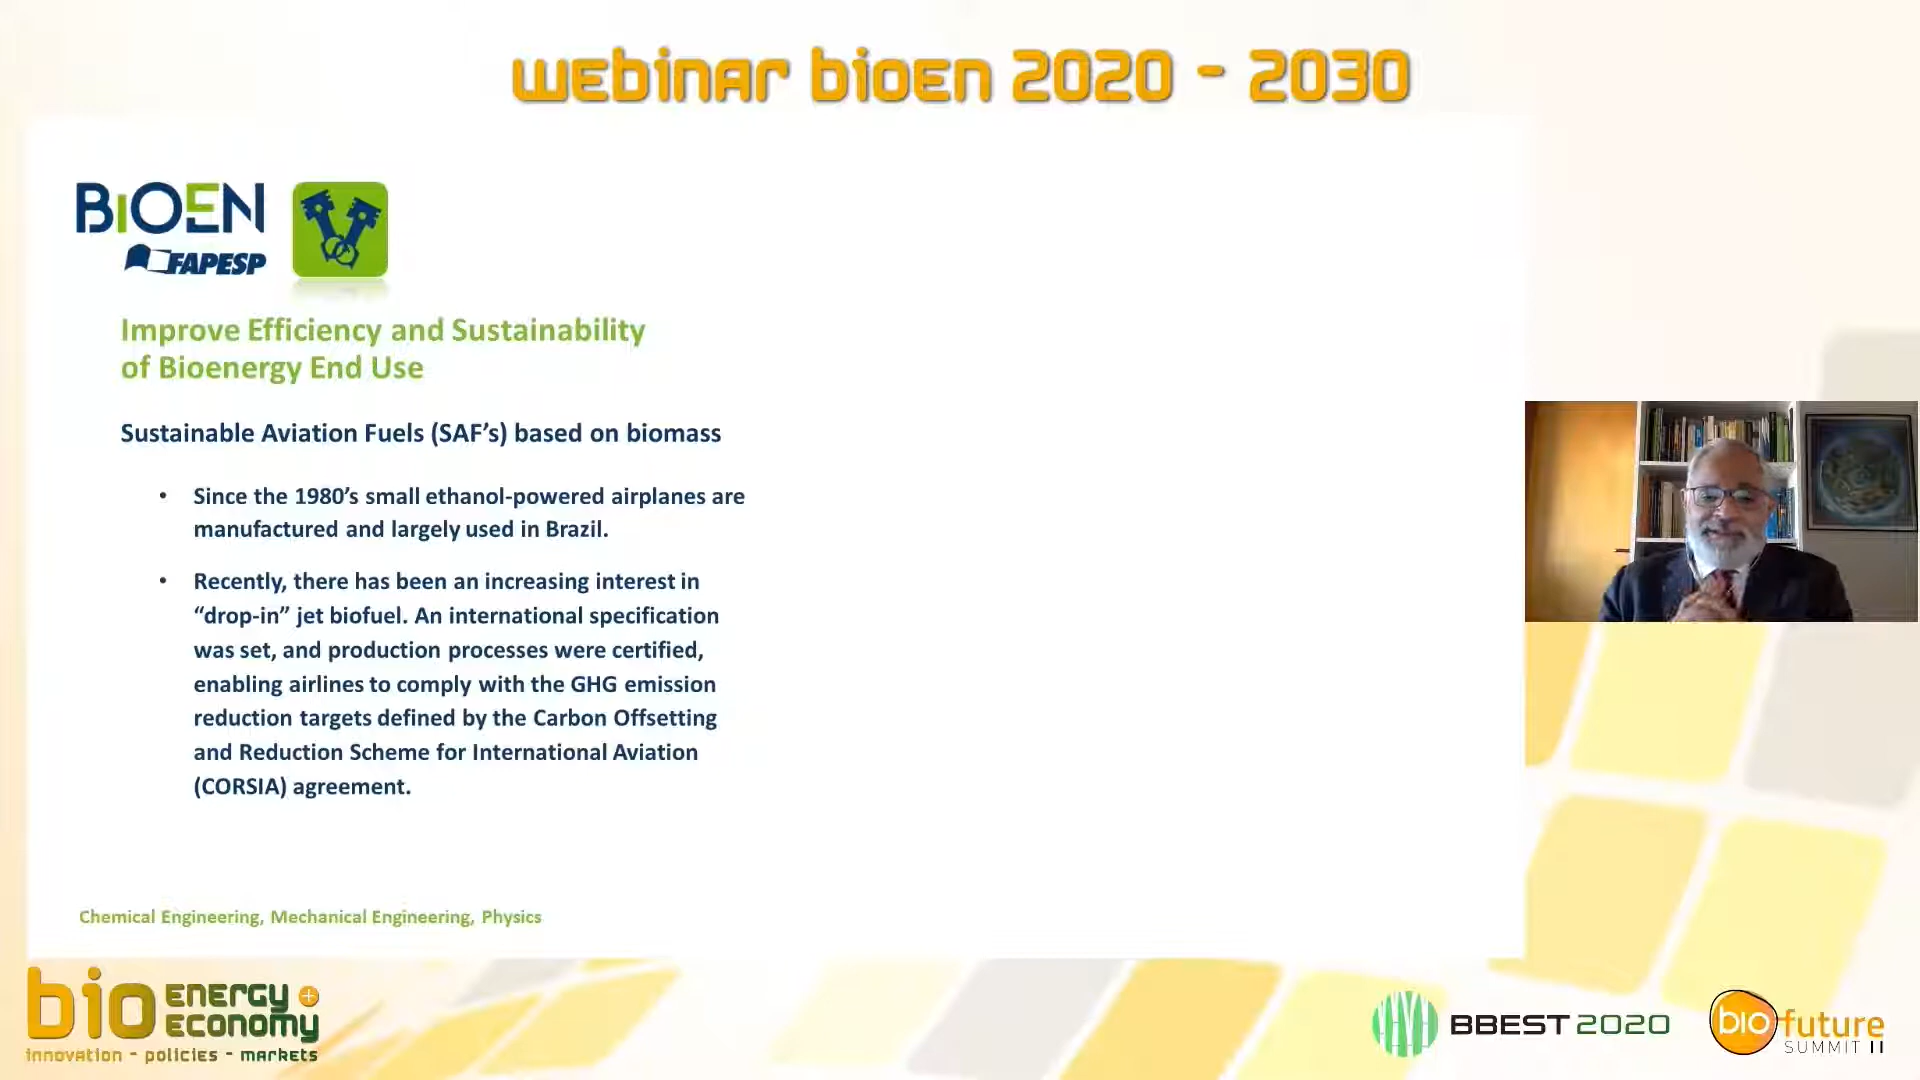 webinar bioen 2020 - 2030
BIOEN
FAPESP
Improve Efficiency and Sustainability
of Bioenergy End Use
Sustainable Aviation Fuels (SAF’s) based on biomass
• Since the 1980’s small ethanol-powered airplanes are
manufactured and largely used in Brazil.
• Recently, there has been an increasing interest in
“drop-in” jet biofuel. An international specification
was set, and production processes were certified,
enabling airlines to comply with the GHG emission
reduction targets defined by the Carbon Offsetting
and Reduction Scheme for International Aviation
(CORSIA) agreement.
Chemical Engineering, Mechanical Engineering, Physics
bio ENERGY +
ECONOMY
innovation - policies - markets
BBEST 2020
bio future
SUMMIT II